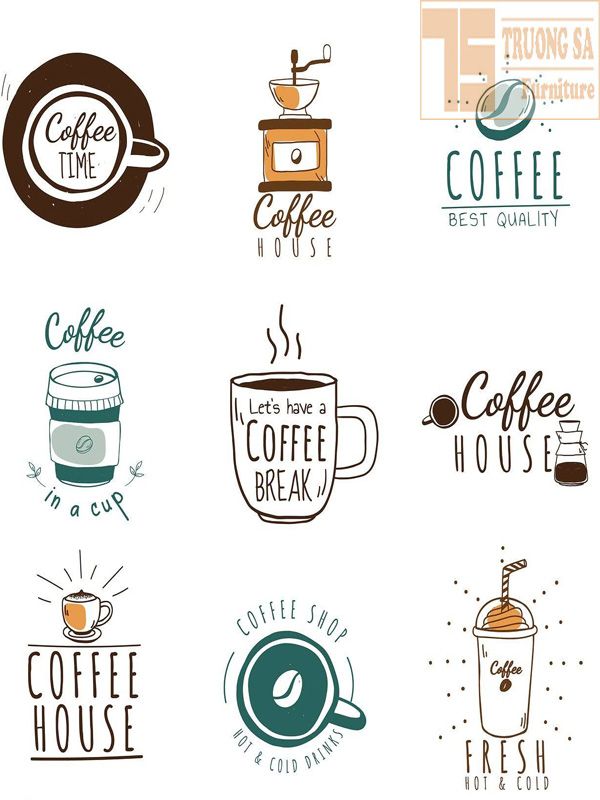 TS TRUONG SA
Furniture
Coffee
TIME
Coffee
HOUSE
COFFEE
BEST QUALITY
Coffee
in a cup
Let's have a
COFFEE
BREAK
Coffee
HOUSE
COFFEE
HOUSE
COFFEE SHOP
HOT & COLD DRINKS
Coffee
FRESH
HOT & COLD